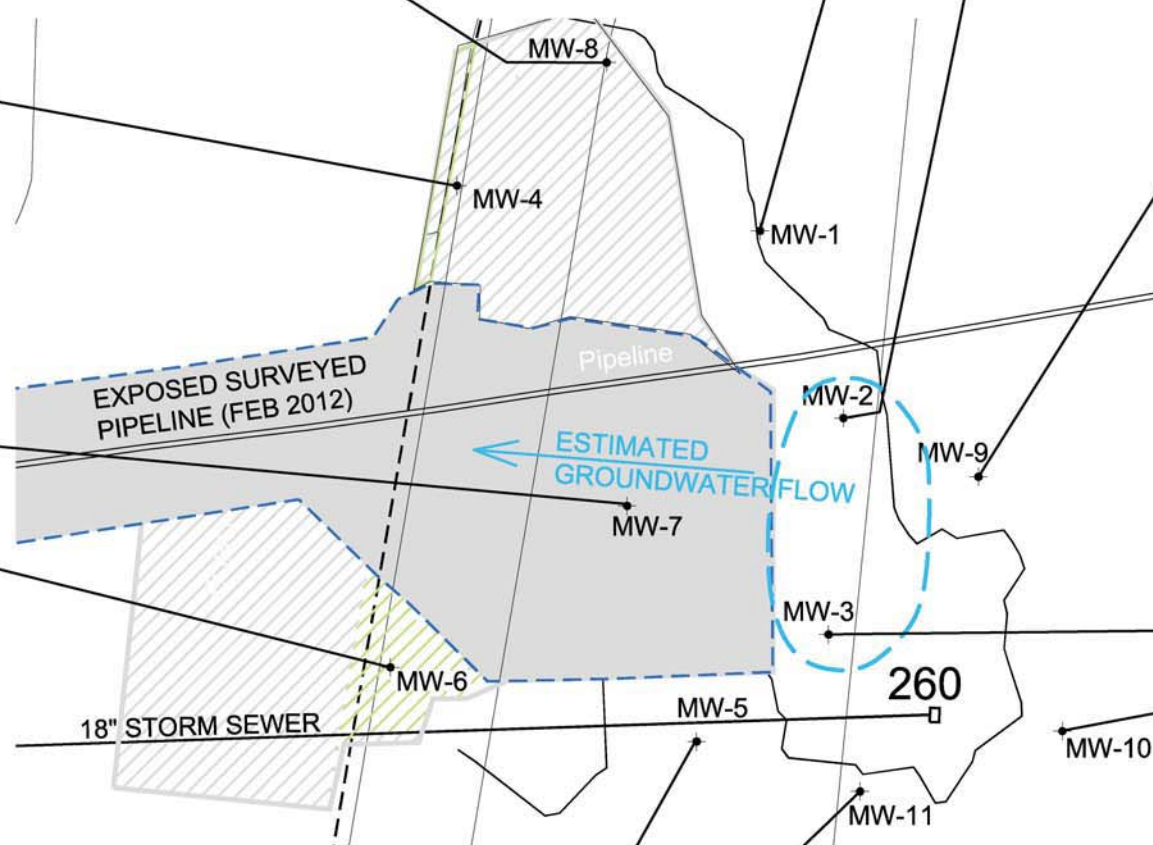 MW-8
MW-4
MW-1
Pipeline
EXPOSED SURVEYED
PIPELINE (FEB 2012)
MW-2
ESTIMATED
GROUNDWATER FLOW
MW-9
MW-7
MW-3
MW-6
260
MW-5
18" STORM SEWER
MW-10
MW-11